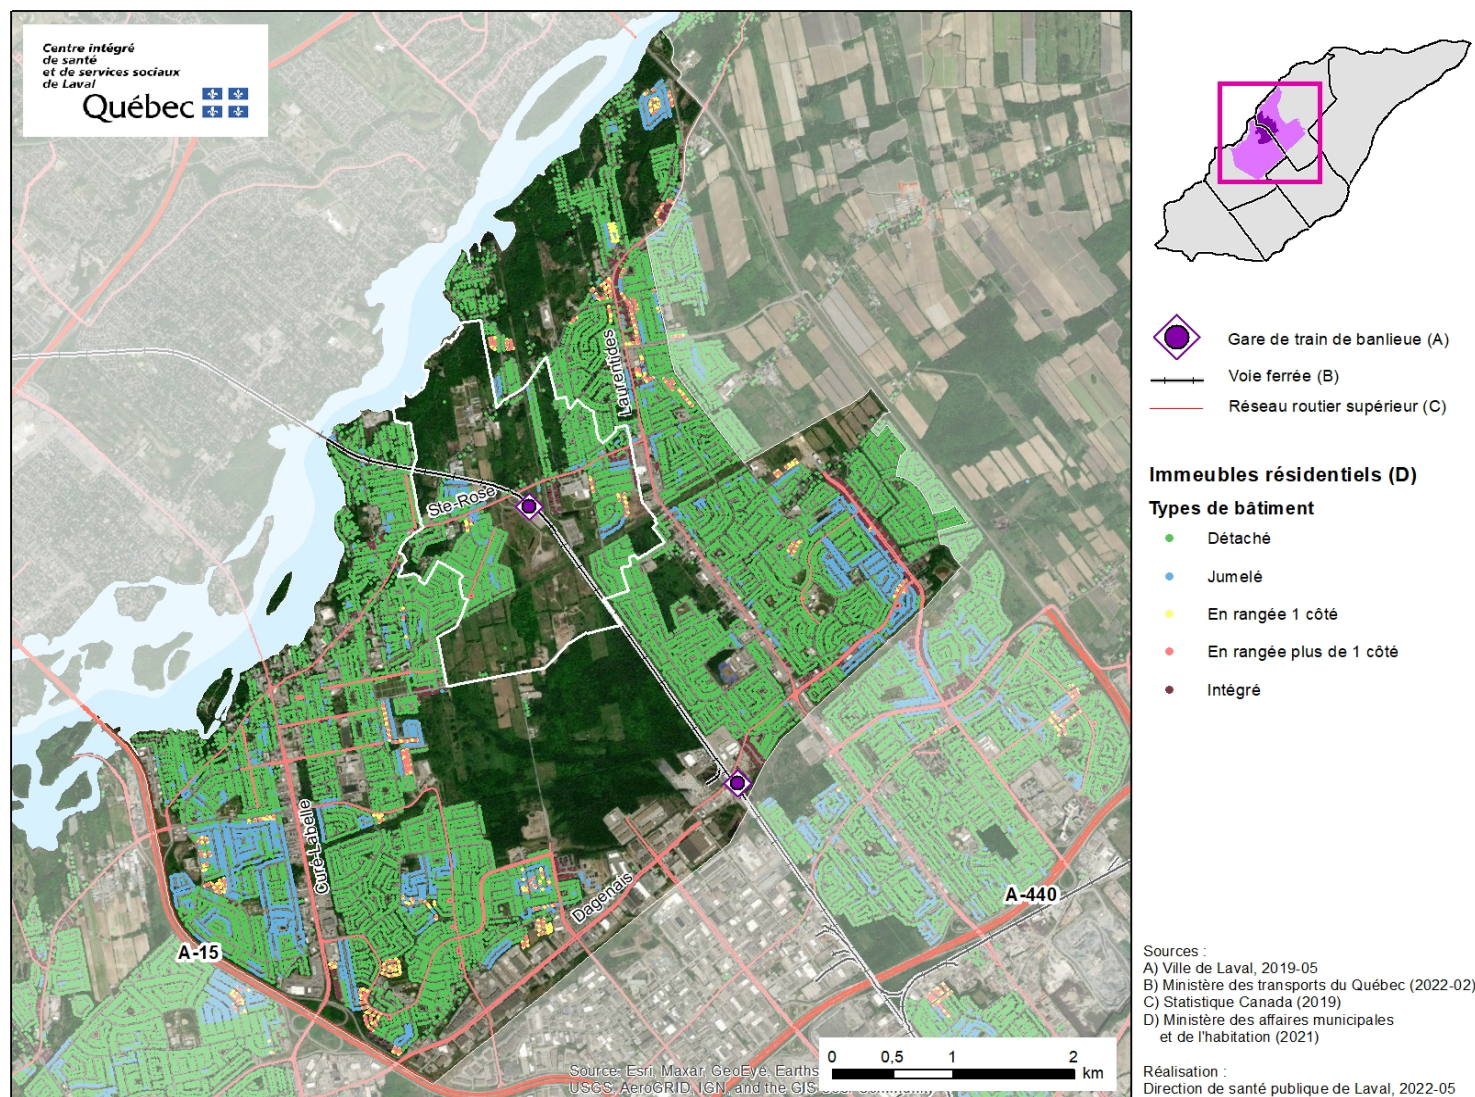 Centre intégré
de santé
et de services sociaux
de Laval
Québec
Laurentides
Ste-Rose
Curé-Labelle
Dagenais
A-15
A-440
Source: Esri, Maxar, GeoEye, Earths
USGS, AeroGRID, IGN, and the GIS User Community
0 0,5 1 2
km
Gare de train de banlieue (A)
Voie ferrée (B)
Réseau routier supérieur (C)
Immeubles résidentiels (D)
Types de bâtiment
Détaché
Jumelé
En rangée 1 côté
En rangée plus de 1 côté
Intégré
Sources :
A) Ville de Laval, 2019-05
B) Ministère des transports du Québec (2022-02)
C) Statistique Canada (2019)
D) Ministère des affaires municipales
et de l'habitation (2021)
Réalisation :
Direction de santé publique de Laval, 2022-05